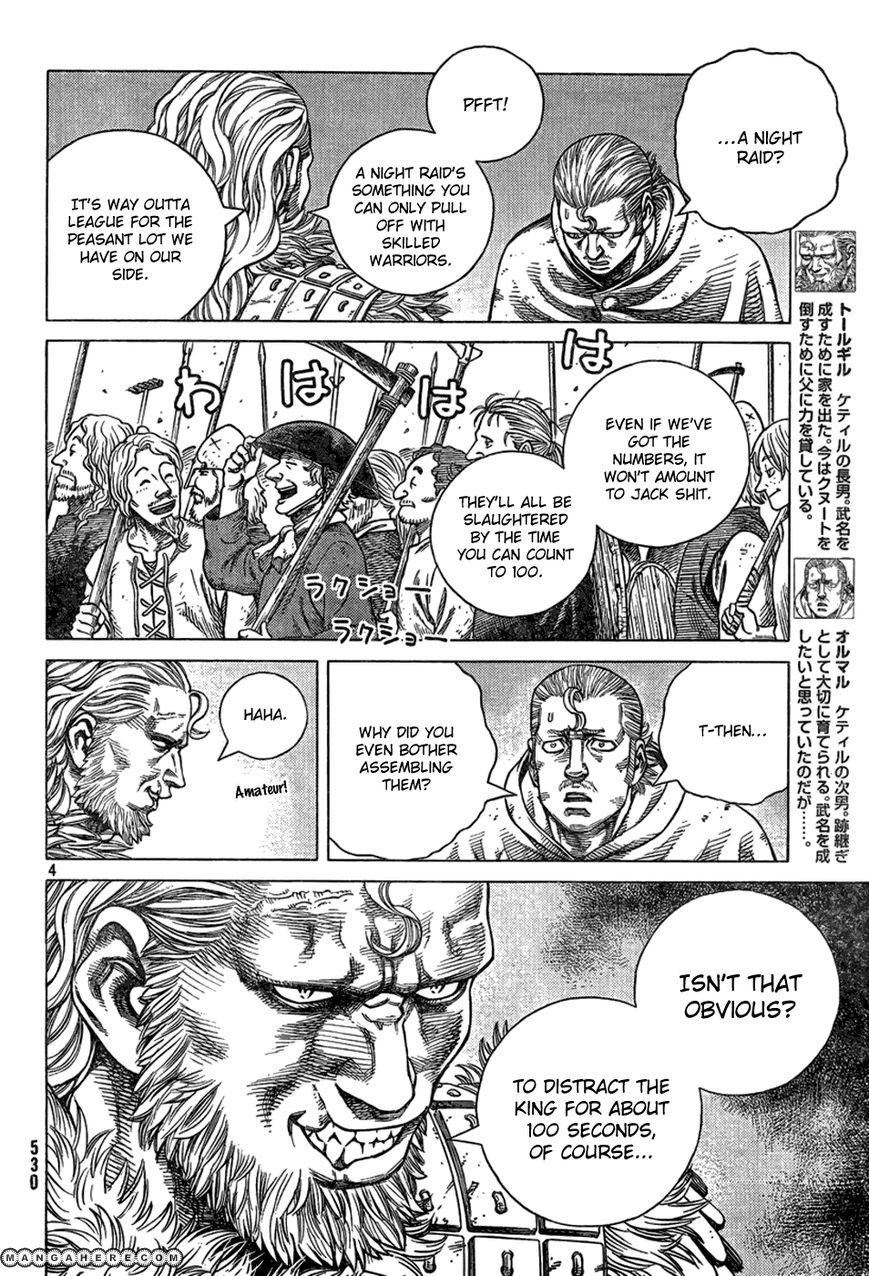 ...A NIGHT
RAID?
PFFT!
A NIGHT RAID'S
SOMETHING YOU
CAN ONLY PULL
OFF WITH
SKILLED
WARRIORS.
IT'S WAY OUTTA
LEAGUE FOR THE
PEASANT LOT WE
HAVE ON OUR
SIDE.
トールギル　ケティルの長男。武名を
成すために家を出た。今はクヌートを
倒すために父に力を貸している。
わははは
EVEN IF WE'VE
GOT THE
NUMBERS, IT
WON'T AMOUNT
TO JACK SHIT.
THEY'LL ALL BE
SLAUGHTERED
BY THE TIME
YOU CAN COUNT
TO 100.
ラクショー
ラクショー
オルマル　ケティルの次男。跡継ぎ
として大切に育てられる。武名を成
したいと思っていたのだが……。
T-THEN...
WHY DID YOU
EVEN BOTHER
ASSEMBLING
THEM?
HAHA.
Amateur!
4
ISN'T THAT
OBVIOUS?
TO DISTRACT THE
KING FOR ABOUT
100 SECONDS,
OF COURSE...
530
MANGAHERE.COM